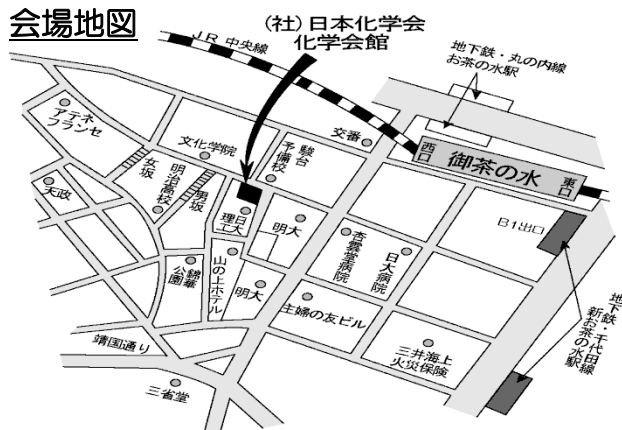 会場地図
(社)日本化学会
化学会館
J.R.中央線
地下鉄・丸の内線
お茶の水駅
アテネ
フランセ
文化学院
交番
駿台
予備校
西口
御茶の水
東口
女坂
明治高校
男坂
天政
日大
理工
明大
杏雲堂病院
日大病院
B1出口
錦華
公園
山の上ホテル
明大
主婦の友ビル
地下鉄・千代田線
新お茶の水駅
三井海上
火災保険
靖国通り
三省堂